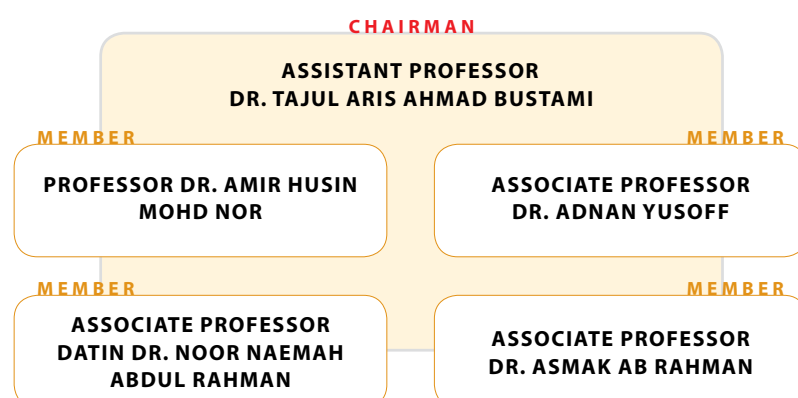 CHAIRMAN
ASSISTANT PROFESSOR
DR. TAJUL ARIS AHMAD BUSTAMI
MEMBER
PROFESSOR DR. AMIR HUSIN
MOHD NOR
MEMBER
ASSOCIATE PROFESSOR
DR. ADNAN YUSOFF
MEMBER
ASSOCIATE PROFESSOR
DATIN DR. NOOR NAEMAH
ABDUL RAHMAN
MEMBER
ASSOCIATE PROFESSOR
DR. ASMAK AB RAHMAN